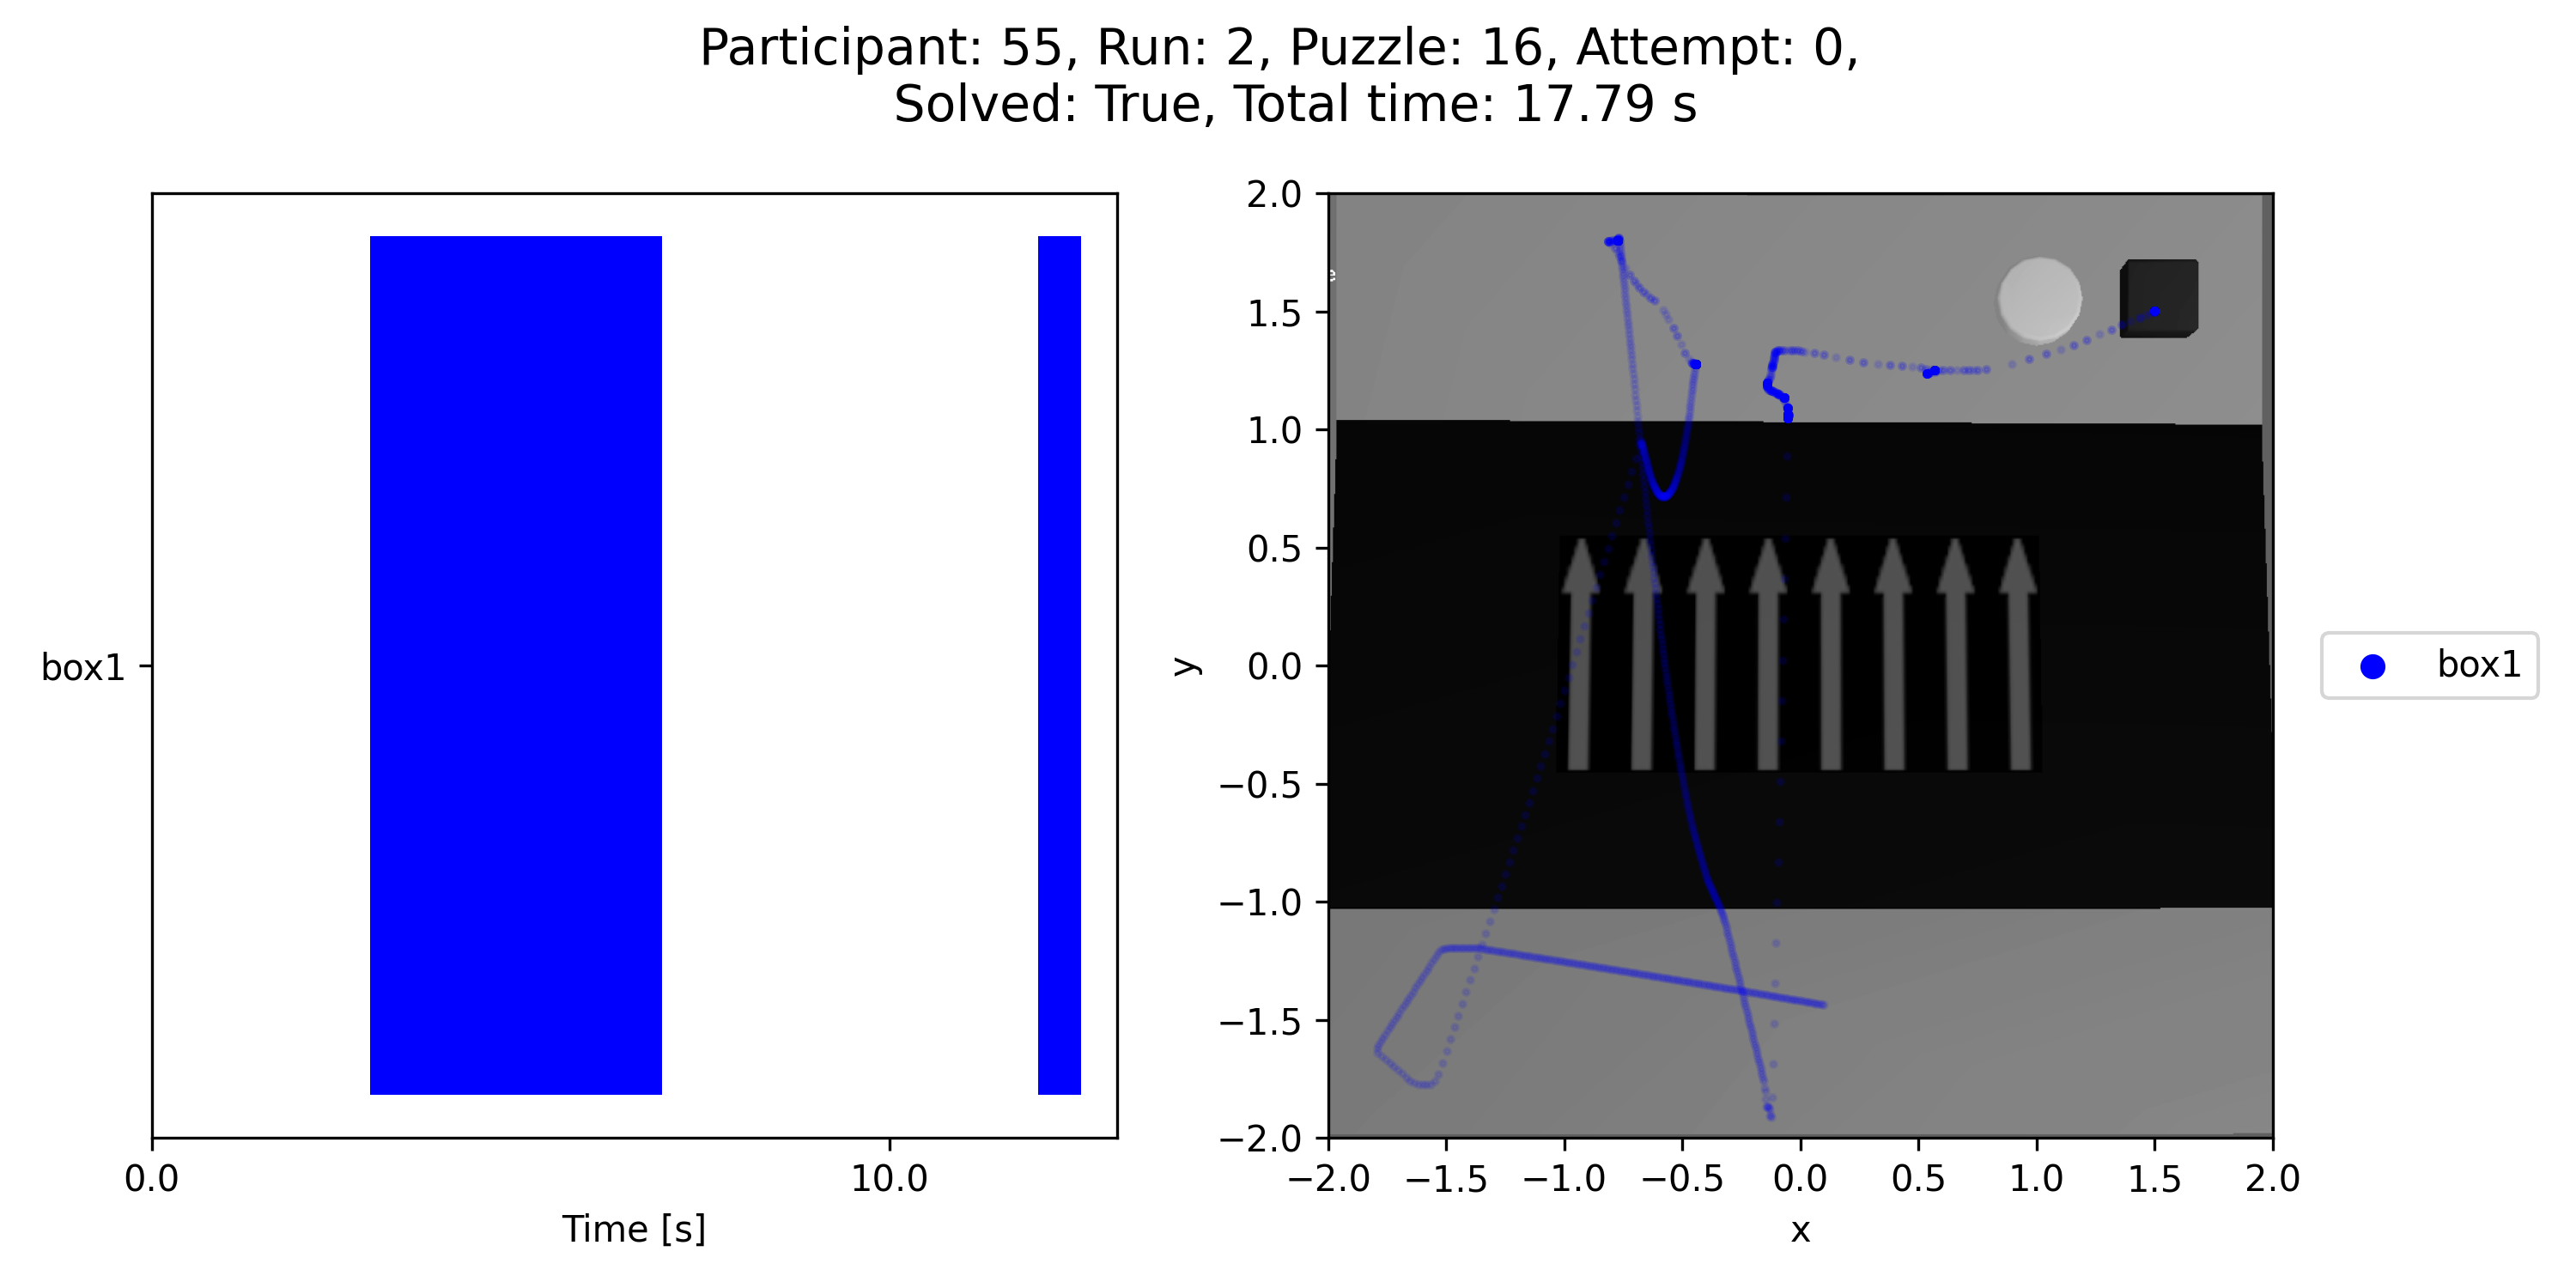 Participant: 55, Run: 2, Puzzle: 16, Attempt: 0,
Solved: True, Total time: 17.79 s
box1
0.0
10.0
Time [s]
2.0
1.5
1.0
0.5
0.0
−0.5
−1.0
−1.5
−2.0
y
e
−2.0
−1.5
−1.0
−0.5
0.0
0.5
1.0
1.5
2.0
x
box1